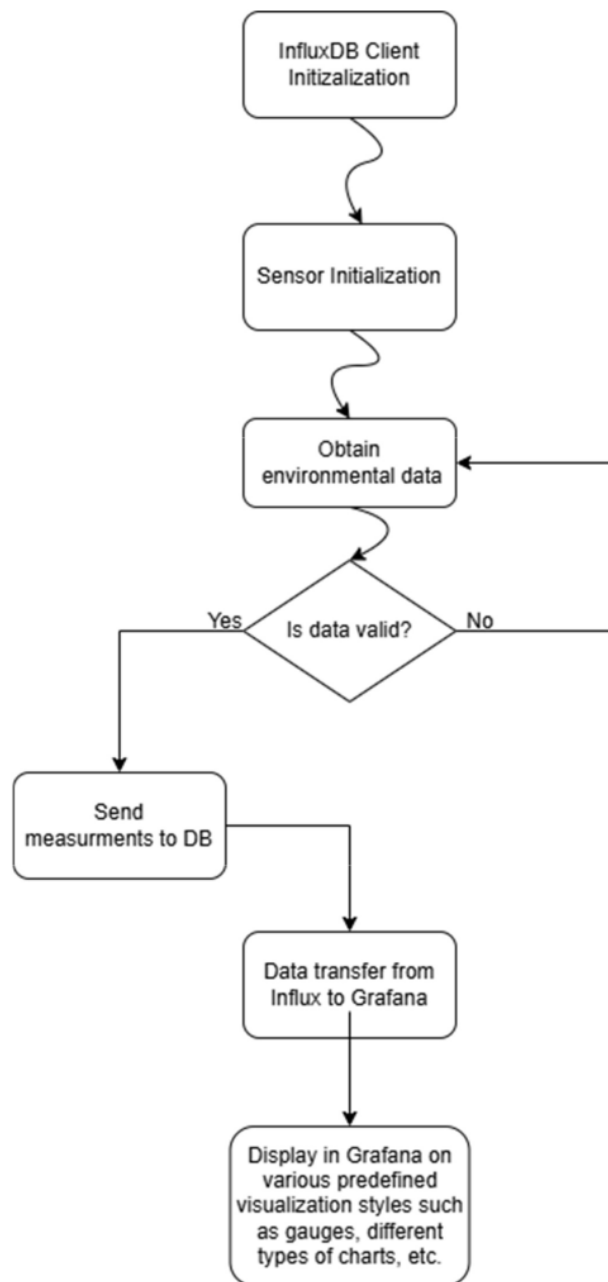 InfluxDB Client
Initizalization
Sensor Initialization
Obtain
environmental data
Is data valid?
Yes
No
Send
measurments to DB
Data transfer from
Influx to Grafana
Display in Grafana on
various predefined
visualization styles such
as gauges, different
types of charts, etc.